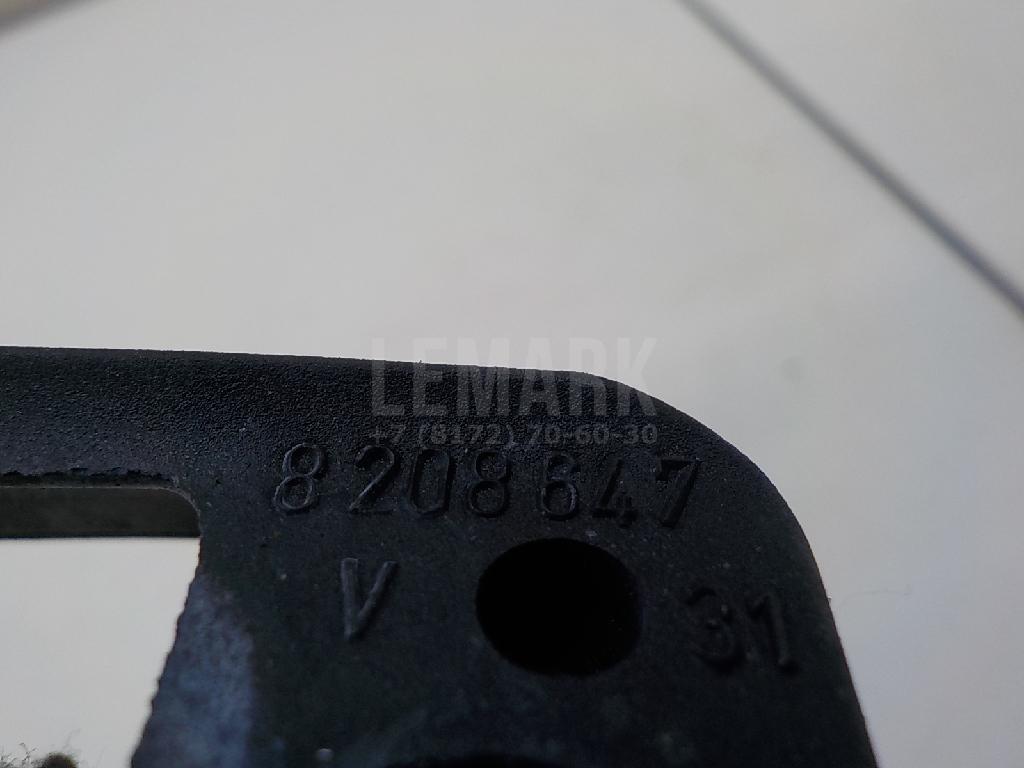 LEMARK
+7 (8172) 70-60-30
8 208 647
V 31